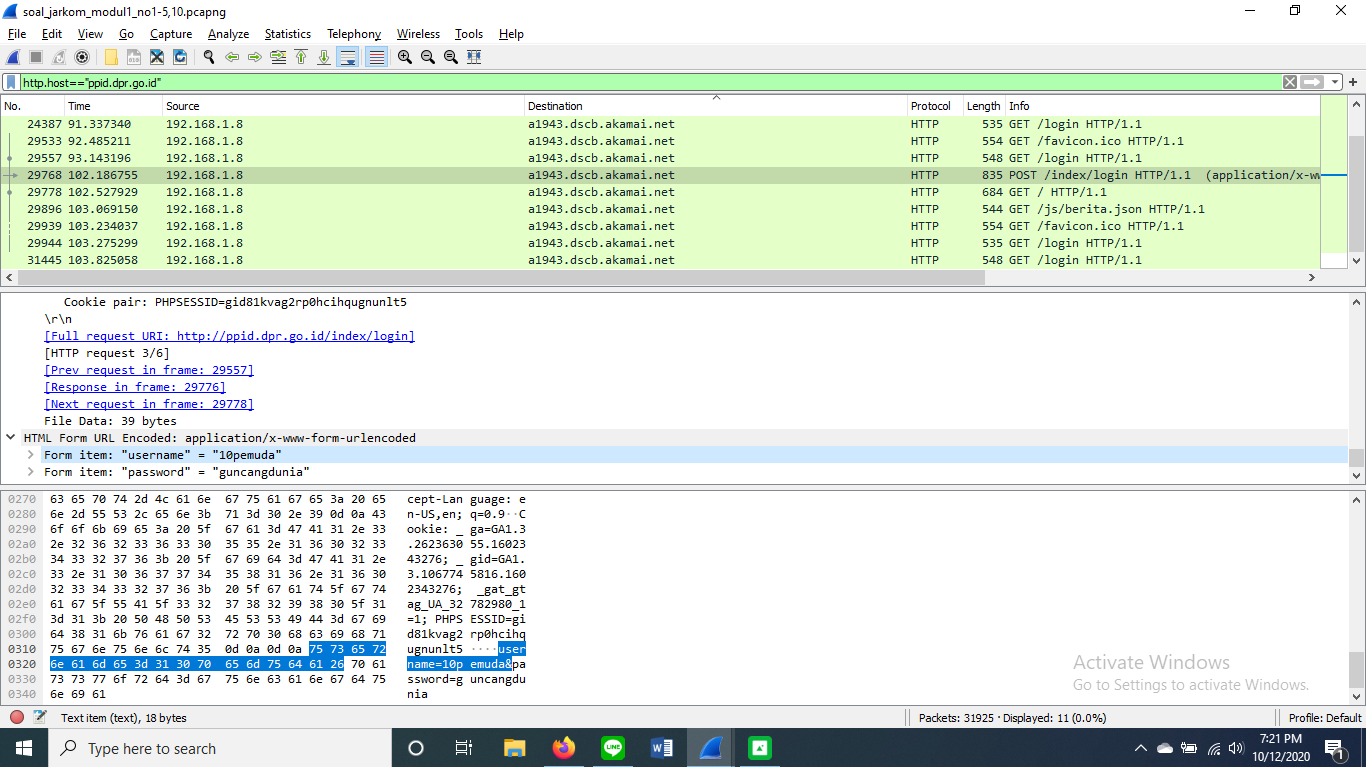 soal_jarkom_modul1_no1-5,10.pcapng
File Edit View Go Capture Analyze Statistics Telephony Wireless Tools Help
http.host=="ppid.dpr.go.id"
No. Time Source Destination Protocol Length Info
24387 91.337340 192.168.1.8 a1943.dscb.akamai.net HTTP 535 GET /login HTTP/1.1
29533 92.485211 192.168.1.8 a1943.dscb.akamai.net HTTP 554 GET /favicon.ico HTTP/1.1
29557 93.143196 192.168.1.8 a1943.dscb.akamai.net HTTP 548 GET /login HTTP/1.1
29768 102.186755 192.168.1.8 a1943.dscb.akamai.net HTTP 835 POST /index/login HTTP/1.1 (application/x-w
29778 102.527929 192.168.1.8 a1943.dscb.akamai.net HTTP 684 GET / HTTP/1.1
29896 103.069150 192.168.1.8 a1943.dscb.akamai.net HTTP 544 GET /js/berita.json HTTP/1.1
29939 103.234037 192.168.1.8 a1943.dscb.akamai.net HTTP 554 GET /favicon.ico HTTP/1.1
29944 103.275299 192.168.1.8 a1943.dscb.akamai.net HTTP 535 GET /login HTTP/1.1
31445 103.825058 192.168.1.8 a1943.dscb.akamai.net HTTP 548 GET /login HTTP/1.1
Cookie pair: PHPSESSID=gid81kvag2rp0hcihqugnunlt5
\r\n
[Full request URI: http://ppid.dpr.go.id/index/login]
[HTTP request 3/6]
[Prev request in frame: 29557]
[Response in frame: 29776]
[Next request in frame: 29778]
File Data: 39 bytes
HTML Form URL Encoded: application/x-www-form-urlencoded
Form item: "username" = "10pemuda"
Form item: "password" = "guncangdunia"
0270 63 65 70 74 2d 4c 61 6e 67 75 61 67 65 3a 20 65 cept-Lan guage: e
0280 6e 2d 55 53 2c 65 6e 3b 71 3d 30 2e 39 0d 0a 43 n-US,en; q=0.9··C
0290 6f 6f 6b 69 65 3a 20 5f 67 61 3d 47 41 31 2e 33 ookie: _ ga=GA1.3
02a0 2e 32 36 32 33 36 33 30 35 35 2e 31 36 30 32 33 .2623630 55.16023
02b0 34 33 32 37 36 3b 20 5f 67 69 64 3d 47 41 31 2e 43276; _ gid=GA1.
02c0 33 2e 31 30 36 37 37 34 35 38 31 36 2e 31 36 30 3.106774 5816.160
02d0 32 33 34 33 32 37 36 3b 20 5f 67 61 74 5f 67 74 2343276; _gat_gt
02e0 61 67 5f 55 41 5f 33 32 37 38 32 39 38 30 5f 31 ag_UA_32 782980_1
02f0 3d 31 3b 20 50 48 50 53 45 53 53 49 44 3d 67 69 =1; PHPS ESSID=gi
0300 64 38 31 6b 76 61 67 32 72 70 30 68 63 69 68 71 d81kvag2 rp0hcihq
0310 75 67 6e 75 6e 6c 74 35 0d 0a 0d 0a 75 73 65 72 ugnunlt5 ····user
0320 6e 61 6d 65 3d 31 30 70 65 6d 75 64 61 26 70 61 name=10p emuda&pa
0330 73 73 77 6f 72 64 3d 67 75 6e 63 61 6e 67 64 75 ssword=g uncangdu
0340 6e 69 61 nia
Activate Windows
Go to Settings to activate Windows.
Text item (text), 18 bytes Packets: 31925 · Displayed: 11 (0.0%) Profile: Default
Type here to search
7:21 PM
10/12/2020
1